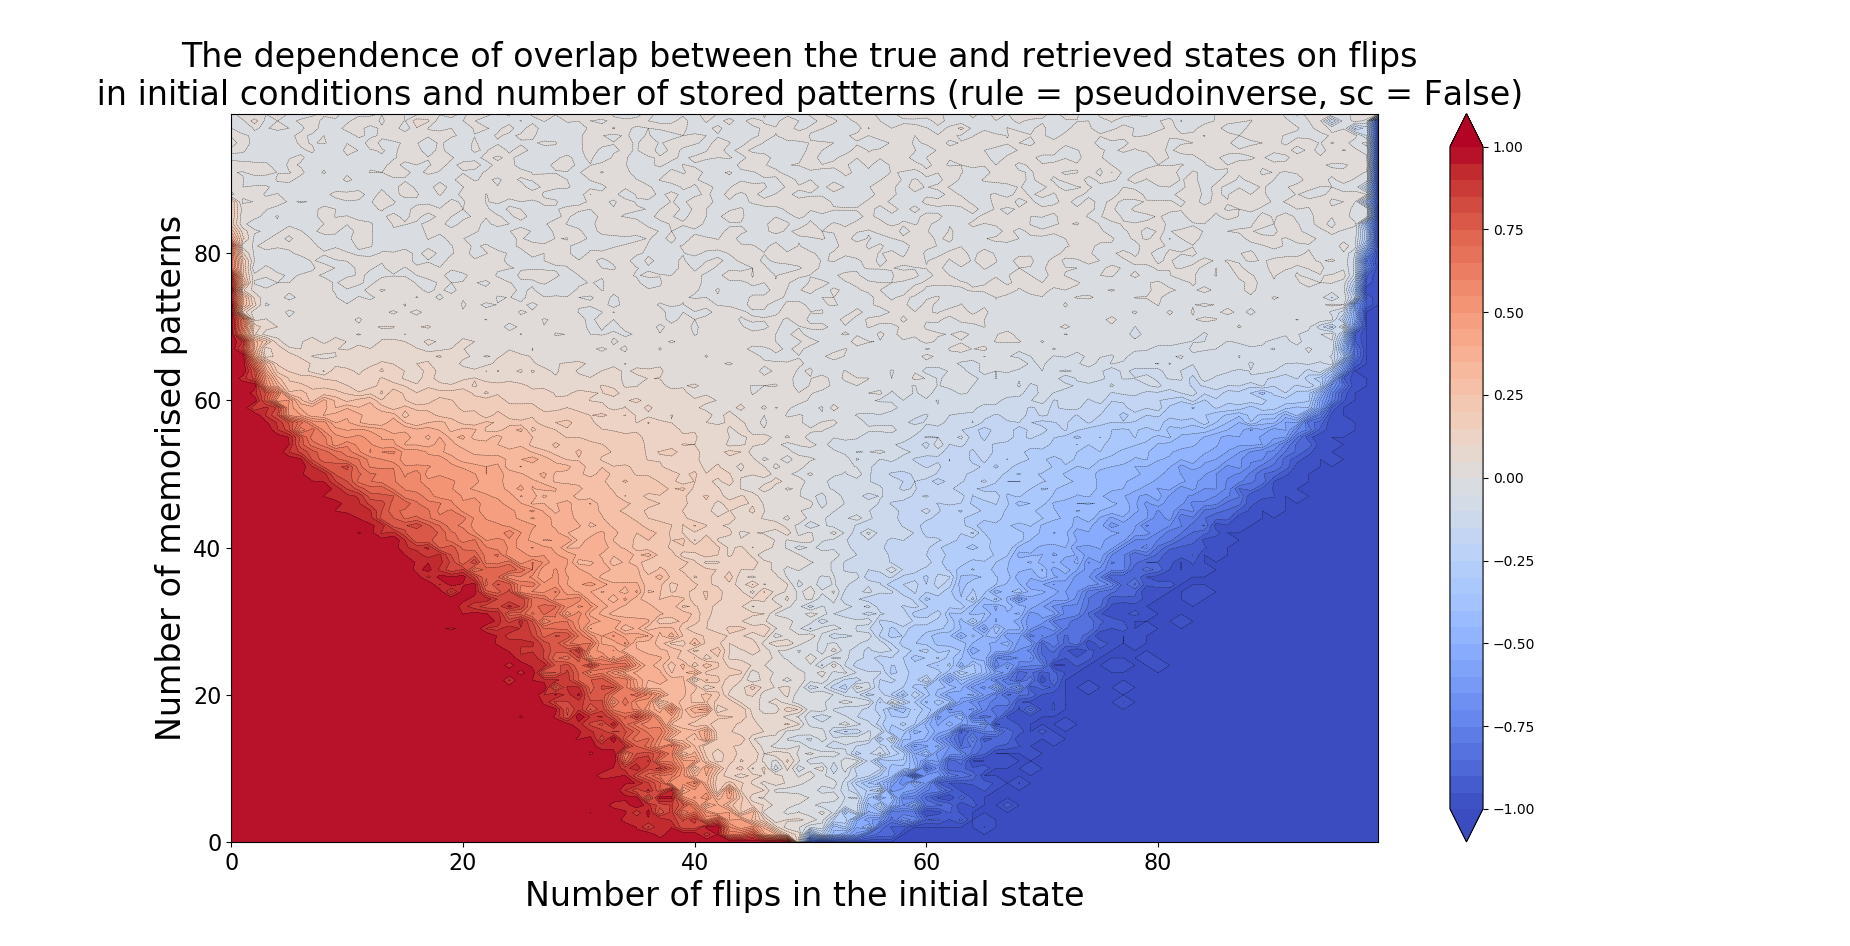 The dependence of overlap between the true and retrieved states on flips
in initial conditions and number of stored patterns (rule = pseudoinverse, sc = False)
Number of memorised patterns
80
60
40
20
0
0 20 40 60 80
Number of flips in the initial state
1.00
0.75
0.50
0.25
0.00
−0.25
−0.50
−0.75
−1.00